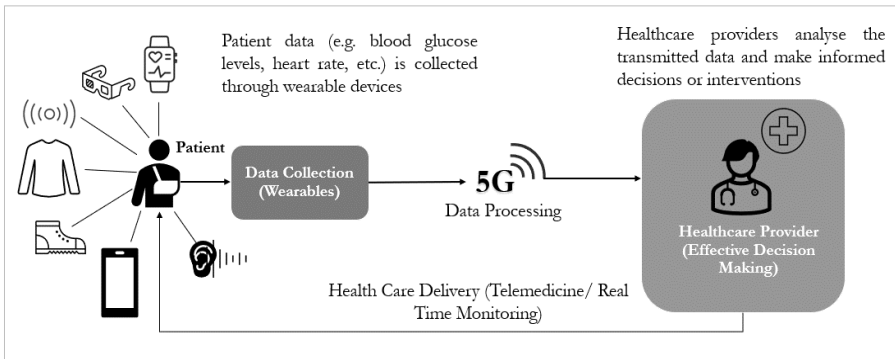 Patient data (e.g. blood glucose
levels, heart rate, etc.) is collected
through wearable devices
Healthcare providers analyse the
transmitted data and make informed
decisions or interventions
Patient
Data Collection
(Wearables)
5G
Data Processing
Healthcare Provider
(Effective Decision
Making)
Health Care Delivery (Telemedicine/ Real
Time Monitoring)